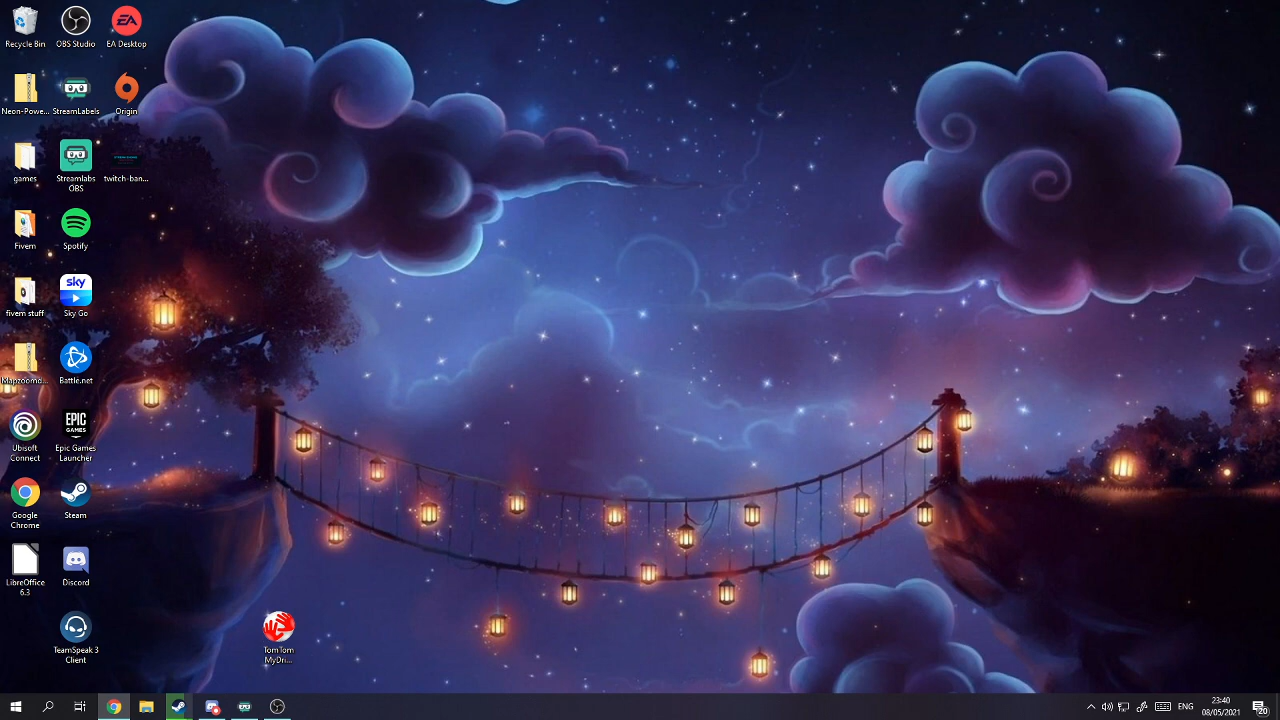 Recycle Bin
OBS Studio
EA
EA Desktop
Neon-Powe...
StreamLabels
Origin
games
Streamlabs
OBS
twitch-ban...
Fivem
Spotify
sky
fivem stuff
Sky Go
Mapzoomd...
Battle.net
EPIC
GAMES
Ubisoft
Connect
Epic Games
Launcher
Google
Chrome
Steam
LibreOffice
6.3
Discord
TeamSpeak 3
Client
TomTom
MyDri...
ENG
23:40
08/05/2021
20